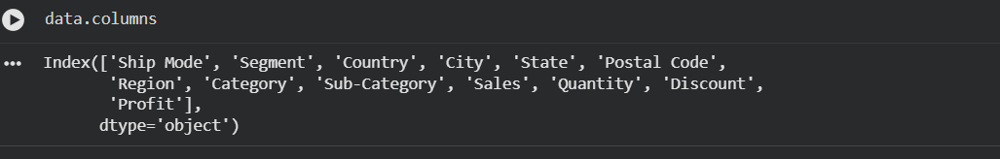 data.columns
Index(['Ship Mode', 'Segment', 'Country', 'City', 'State', 'Postal Code',
'Region', 'Category', 'Sub-Category', 'Sales', 'Quantity', 'Discount',
'Profit'],
dtype='object')